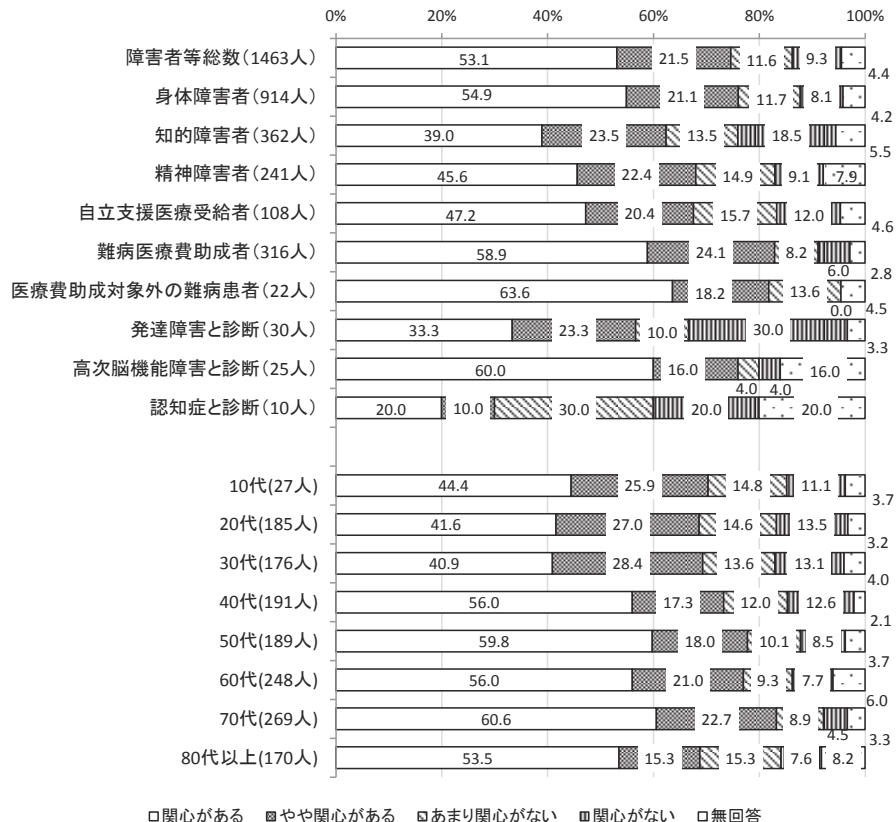 0% 20% 40% 60% 80% 100%
障害者等総数(1463人) 53.1 21.5 11.6 9.3 4.4
身体障害者(914人) 54.9 21.1 11.7 8.1 4.2
知的障害者(362人) 39.0 23.5 13.5 18.5 5.5
精神障害者(241人) 45.6 22.4 14.9 9.1 7.9
自立支援医療受給者(108人) 47.2 20.4 15.7 12.0 4.6
難病医療費助成者(316人) 58.9 24.1 8.2 6.0 2.8
医療費助成対象外の難病患者(22人) 63.6 18.2 13.6 0.0 4.5
発達障害と診断(30人) 33.3 23.3 10.0 30.0 3.3
高次脳機能障害と診断(25人) 60.0 16.0 4.0 4.0 16.0
認知症と診断(10人) 20.0 10.0 30.0 20.0 20.0
10代(27人) 44.4 25.9 14.8 11.1 3.7
20代(185人) 41.6 27.0 14.6 13.5 3.2
30代(176人) 40.9 28.4 13.6 13.1 4.0
40代(191人) 56.0 17.3 12.0 12.6 2.1
50代(189人) 59.8 18.0 10.1 8.5 3.7
60代(248人) 56.0 21.0 9.3 7.7 6.0
70代(269人) 60.6 22.7 8.9 4.5 3.3
80代以上(170人) 53.5 15.3 15.3 7.6 8.2
関心がある やや関心がある あまり関心がない 関心がない 無回答